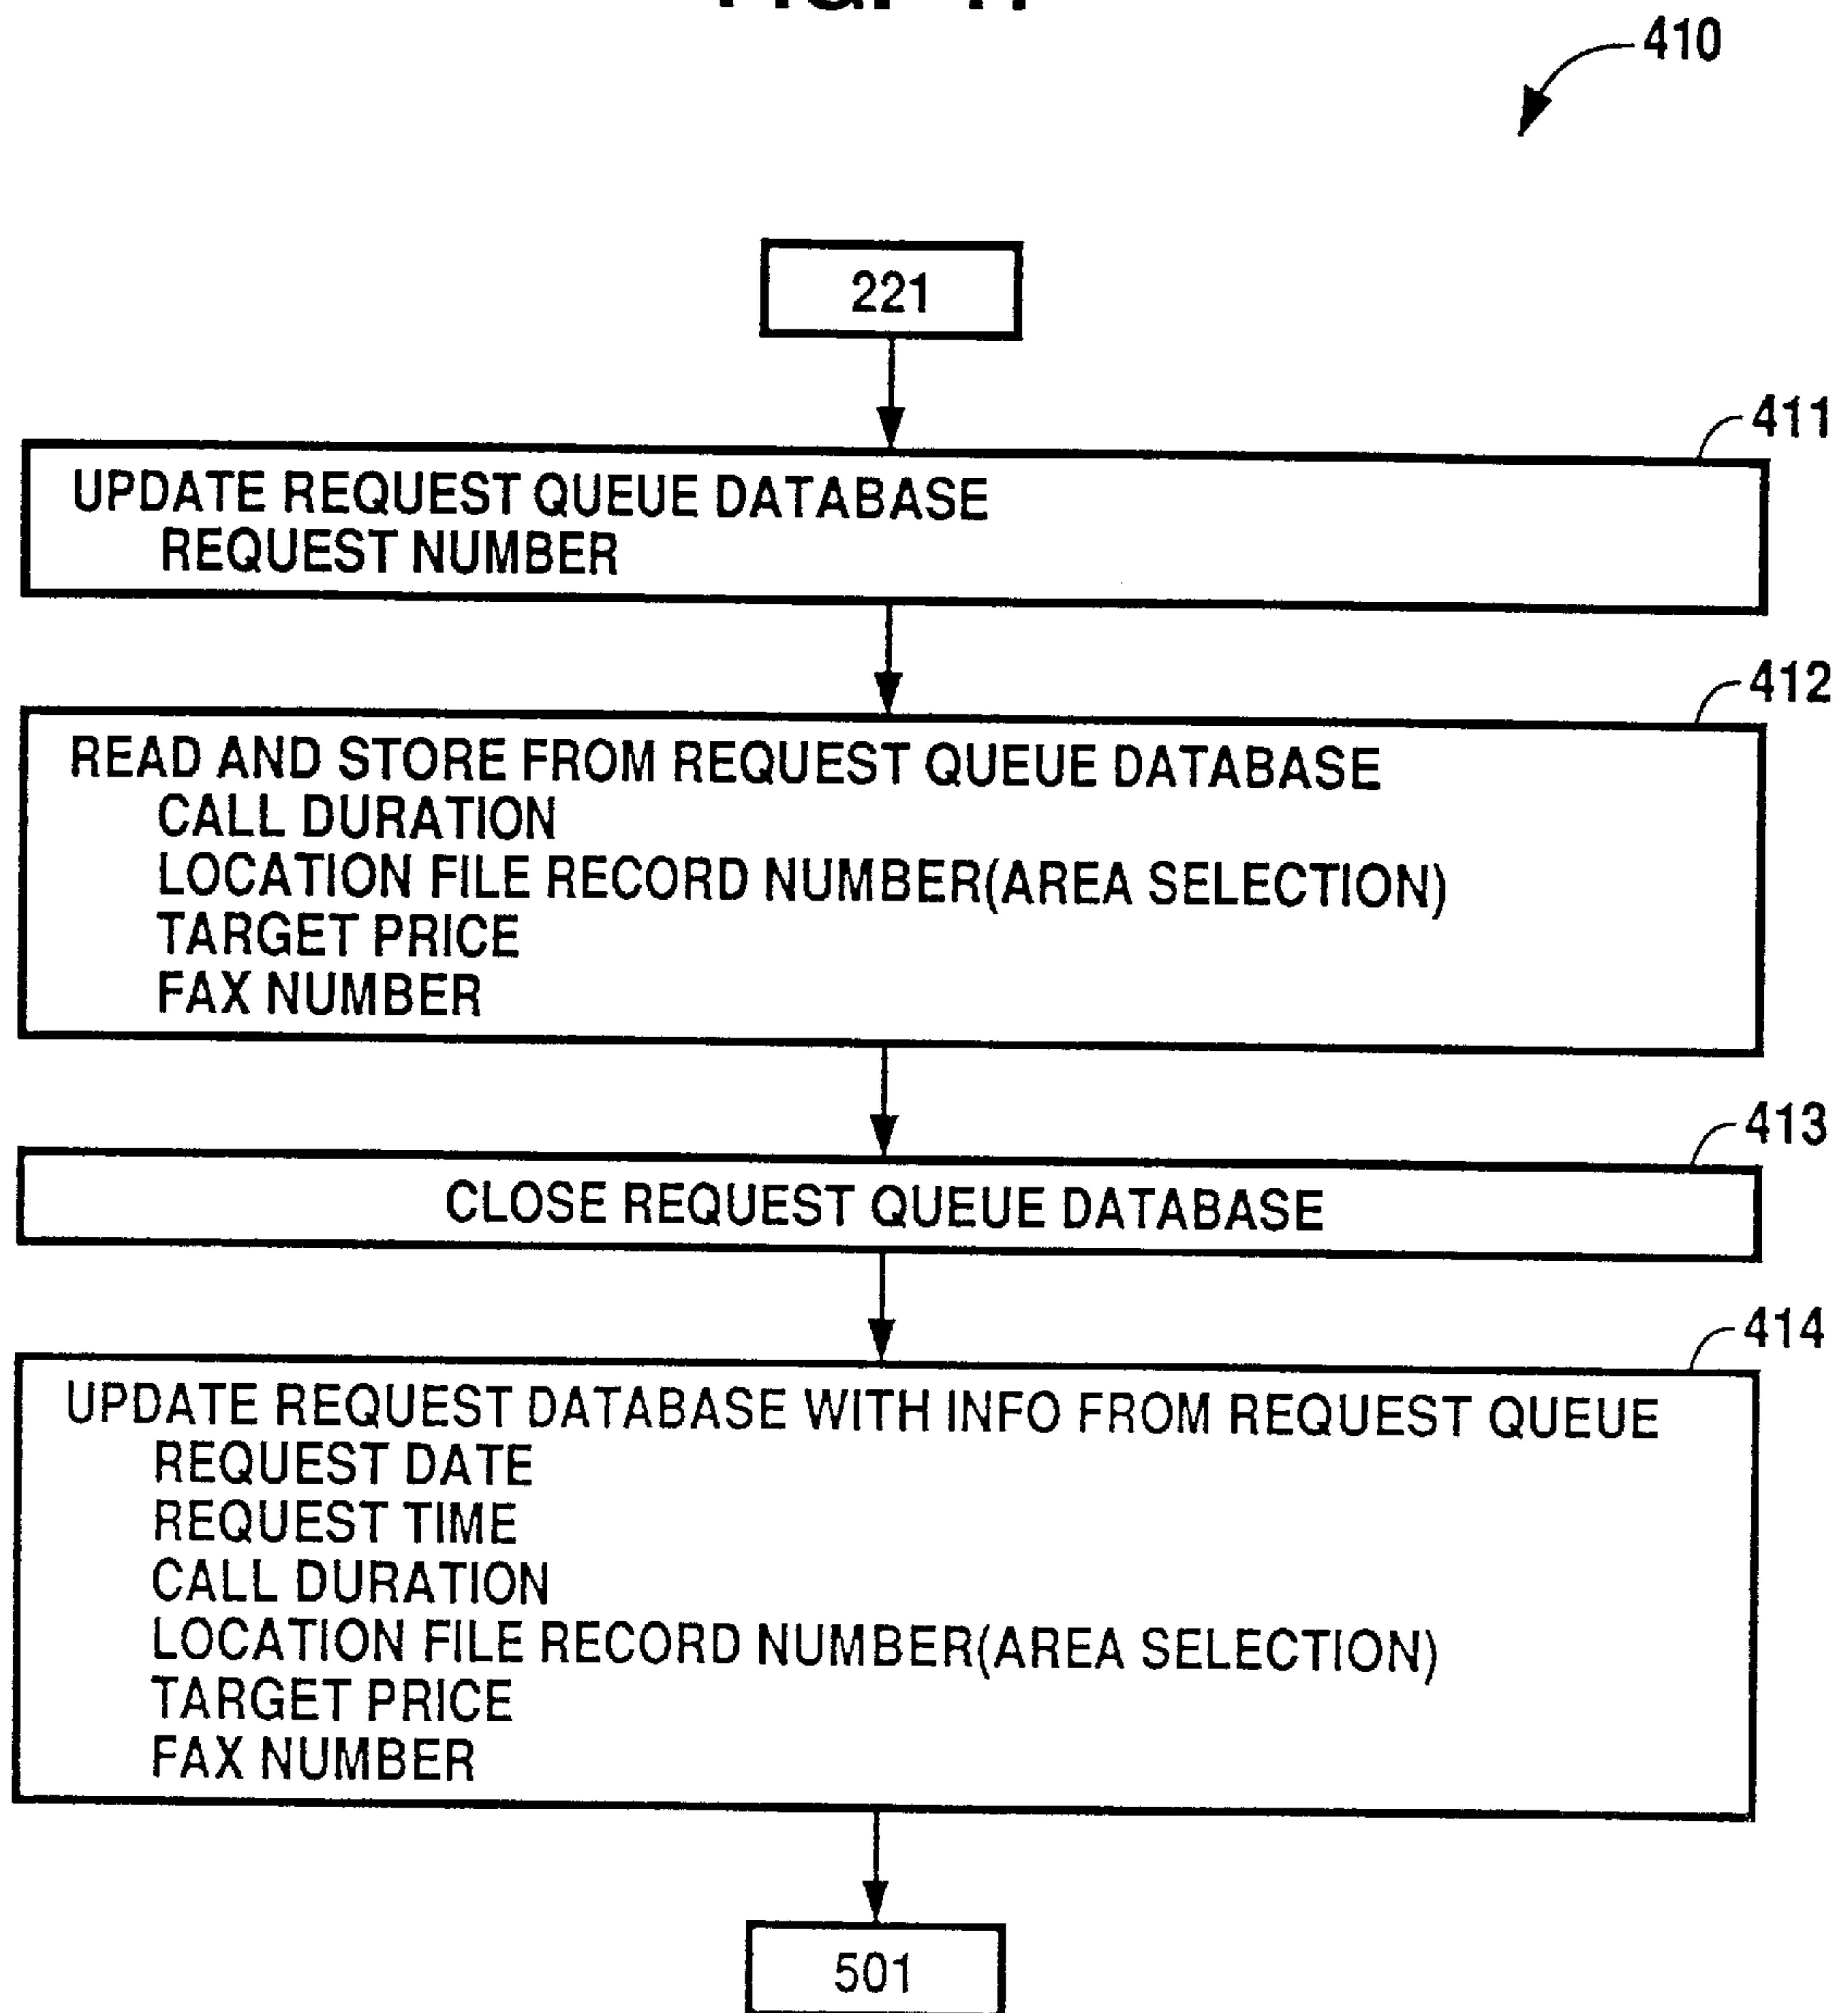 410
221
411
UPDATE REQUEST QUEUE DATABASE
REQUEST NUMBER
412
READ AND STORE FROM REQUEST QUEUE DATABASE
CALL DURATION
LOCATION FILE RECORD NUMBER(AREA SELECTION)
TARGET PRICE
FAX NUMBER
413
CLOSE REQUEST QUEUE DATABASE
414
UPDATE REQUEST DATABASE WITH INFO FROM REQUEST QUEUE
REQUEST DATE
REQUEST TIME
CALL DURATION
LOCATION FILE RECORD NUMBER(AREA SELECTION)
TARGET PRICE
FAX NUMBER
501